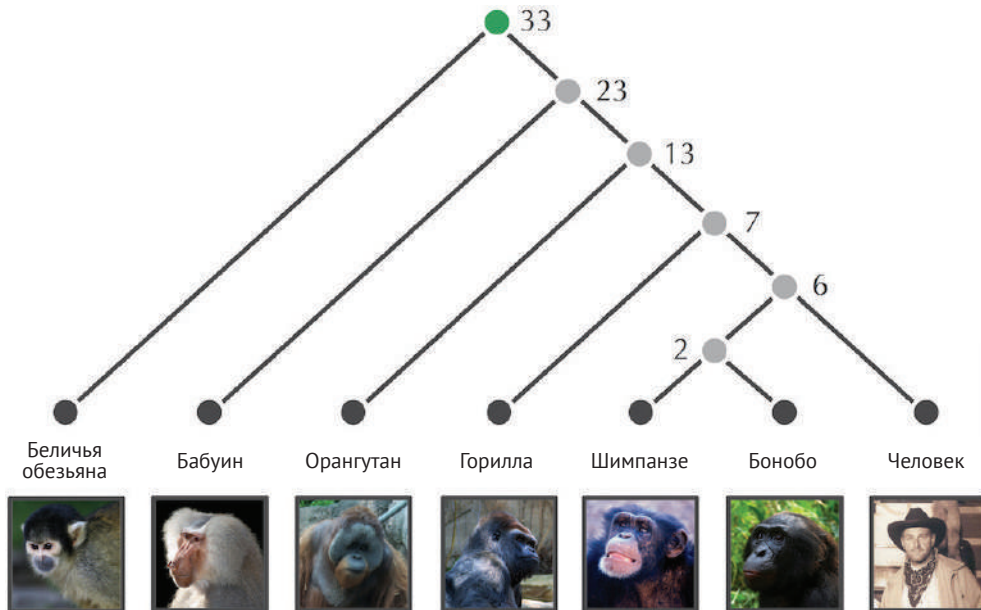 33
23
13
7
6
2
Беличья
обезьяна
Бабуин
Орангутан
Горилла
Шимпанзе
Бонобо
Человек